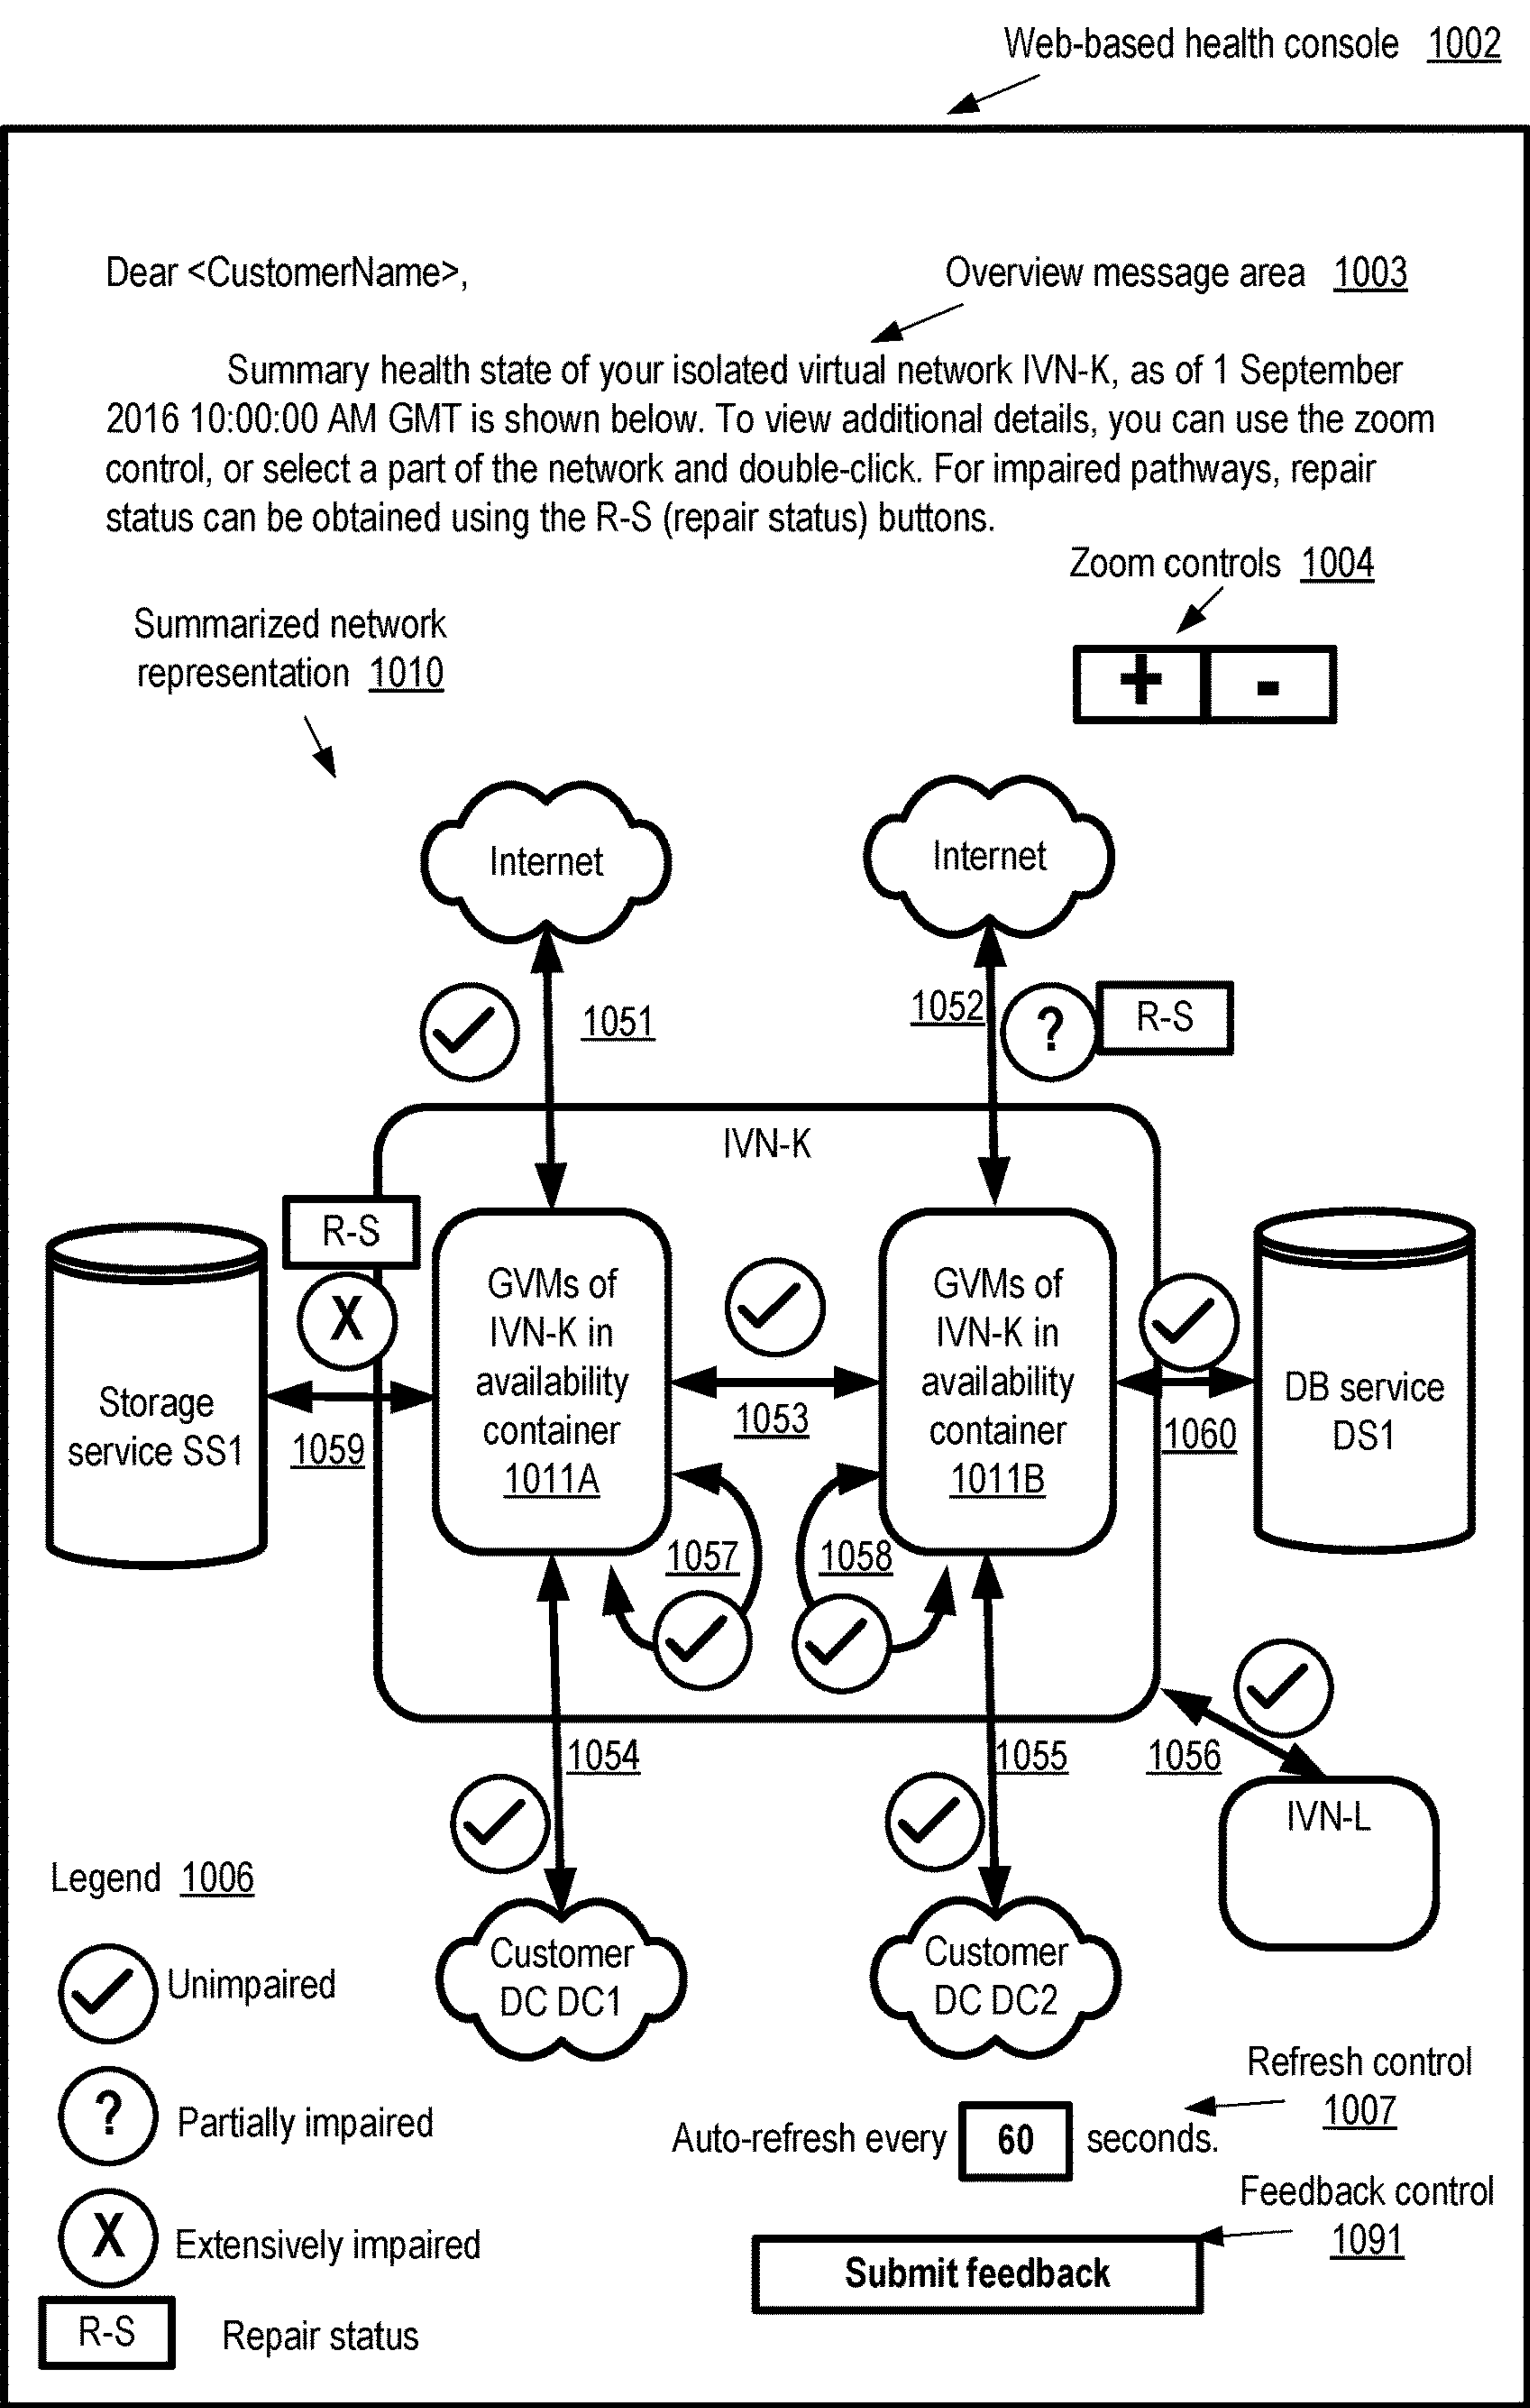 Web-based health console 1002
Dear <CustomerName>,
Overview message area 1003
Summary health state of your isolated virtual network IVN-K, as of 1 September
2016 10:00:00 AM GMT is shown below. To view additional details, you can use the zoom
control, or select a part of the network and double-click. For impaired pathways, repair
status can be obtained using the R-S (repair status) buttons.
Zoom controls 1004
Summarized network
representation 1010
+ -
Internet
Internet
1051
1052
?
R-S
IVN-K
R-S
X
Storage
service SS1
1059
GVMs of
IVN-K in
availability
container
1011A
1053
GVMs of
IVN-K in
availability
container
1011B
1060
DB service
DS1
1057
1058
1054
1055
1056
IVN-L
Customer
DC DC1
Customer
DC DC2
Legend 1006
Unimpaired
? Partially impaired
X Extensively impaired
R-S Repair status
Refresh control
1007
Auto-refresh every 60 seconds.
Feedback control
1091
Submit feedback